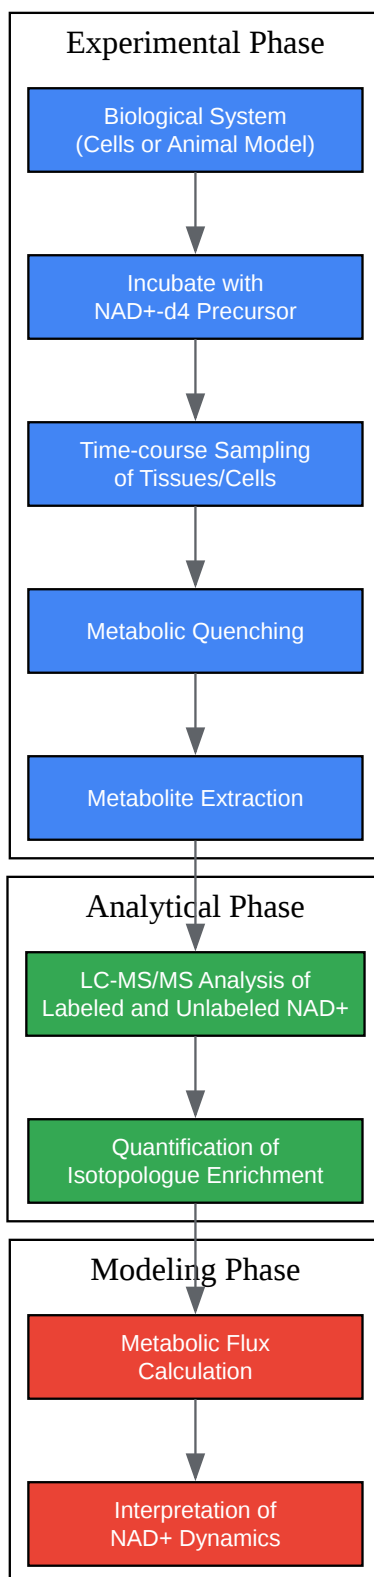 Experimental Phase
Biological System
(Cells or Animal Model)
Incubate with
NAD+-d4 Precursor
Time-course Sampling
of Tissues/Cells
Metabolic Quenching
Metabolite Extraction
Analytical Phase
LC-MS/MS Analysis of
Labeled and Unlabeled NAD+
Quantification of
Isotopologue Enrichment
Modeling Phase
Metabolic Flux
Calculation
Interpretation of
NAD+ Dynamics